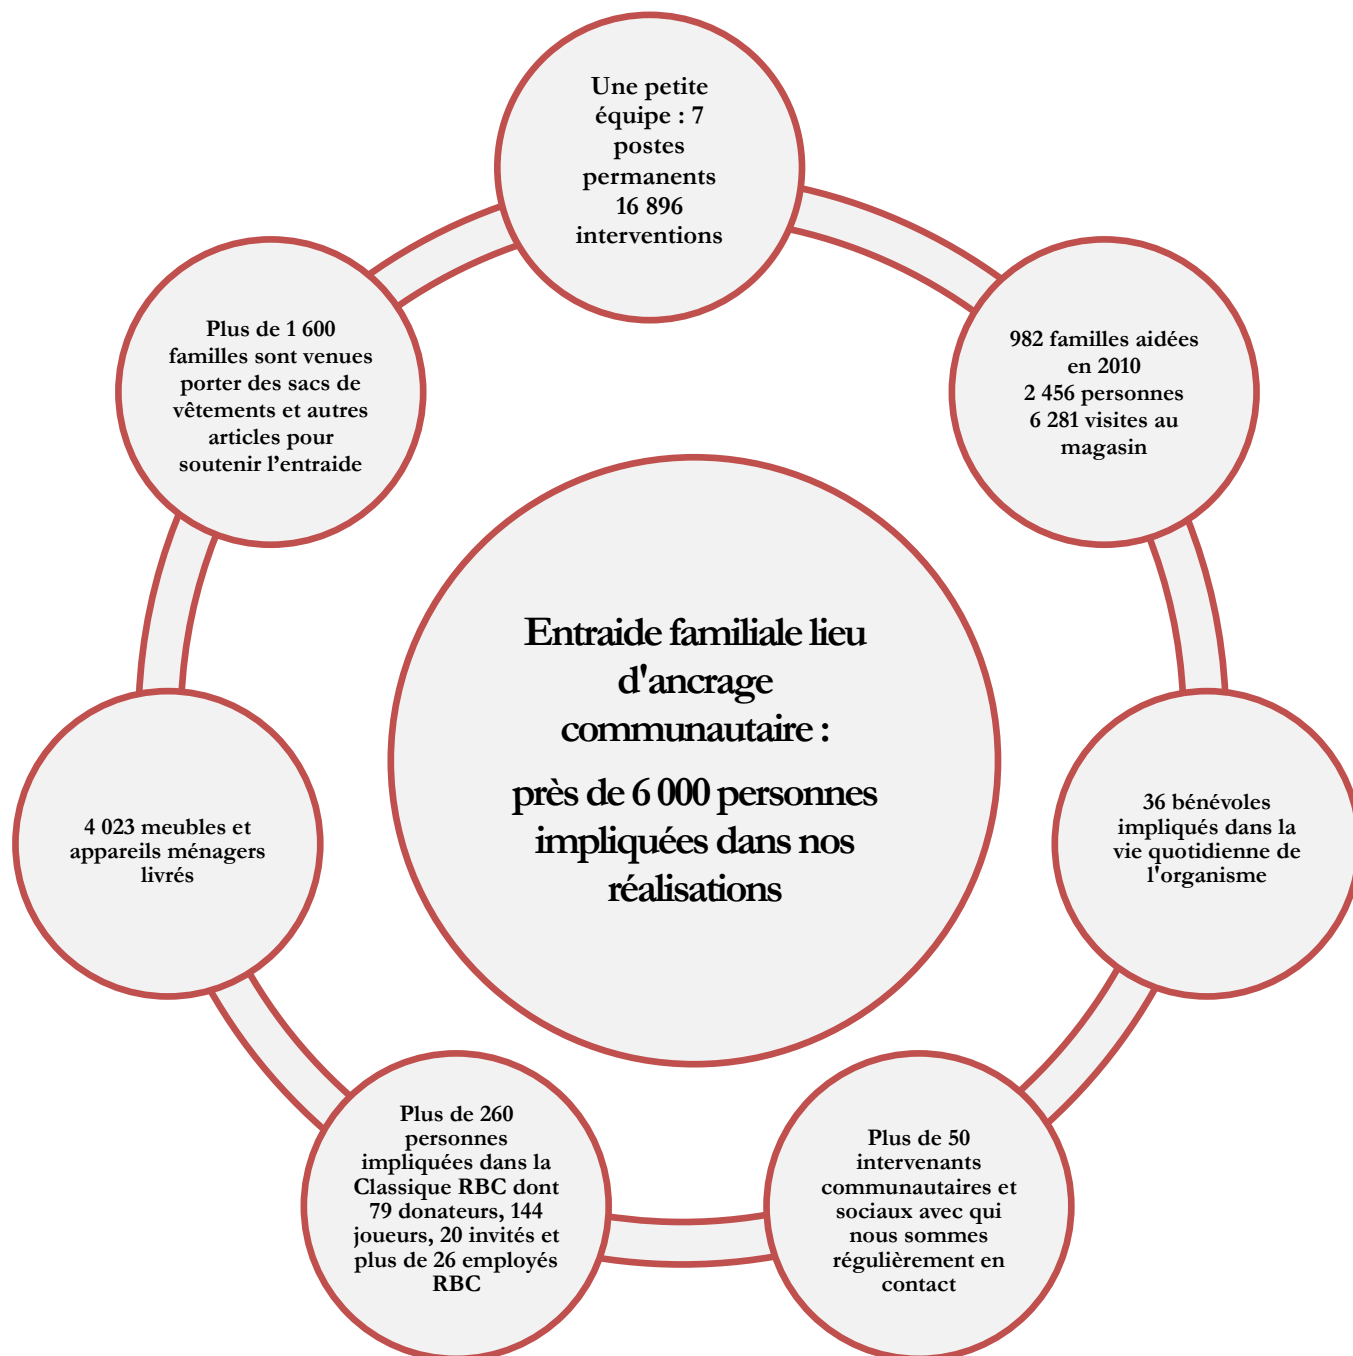 Une petite
équipe : 7
postes
permanents
16 896
interventions
982 familles aidées
en 2010
2 456 personnes
6 281 visites au
magasin
36 bénévoles
impliqués dans la
vie quotidienne de
l'organisme
Plus de 50
intervenants
communautaires et
sociaux avec qui
nous sommes
régulièrement en
contact
Plus de 260
personnes
impliquées dans la
Classique RBC dont
79 donateurs, 144
joueurs, 20 invités et
plus de 26 employés
RBC
4 023 meubles et
appareils ménagers
livrés
Plus de 1 600
familles sont venues
porter des sacs de
vêtements et autres
articles pour
soutenir l’entraide
Entraide familiale lieu
d'ancrage
communautaire :
près de 6 000 personnes
impliquées dans nos
réalisations